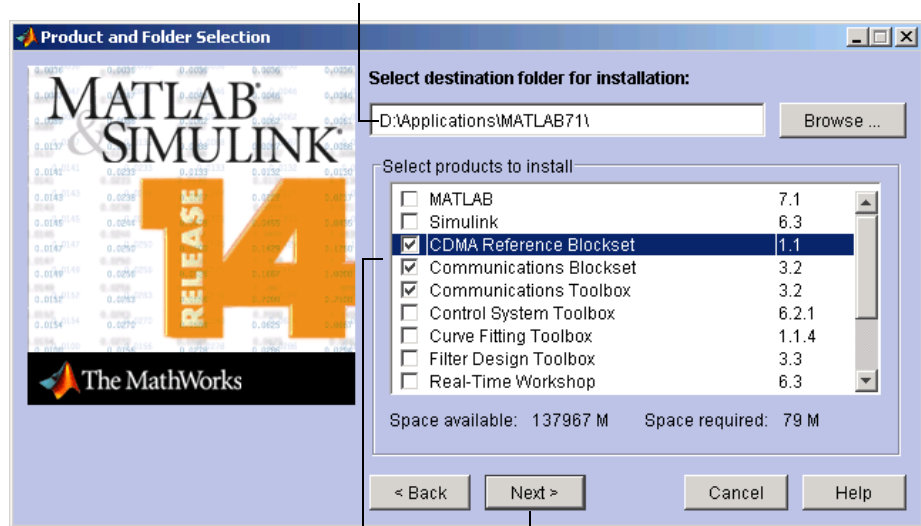 Product and Folder Selection
MATLAB®
&SIMULINK®
RELEASE
14
The MathWorks
Select destination folder for installation:
D:\Applications\MATLAB71\
Browse ...
Select products to install
MATLAB 7.1
Simulink 6.3
CDMA Reference Blockset 1.1
Communications Blockset 3.2
Communications Toolbox 3.2
Control System Toolbox 6.2.1
Curve Fitting Toolbox 1.1.4
Filter Design Toolbox 3.3
Real-Time Workshop 6.3
Space available: 137967 M Space required: 79 M
< Back
Next >
Cancel
Help